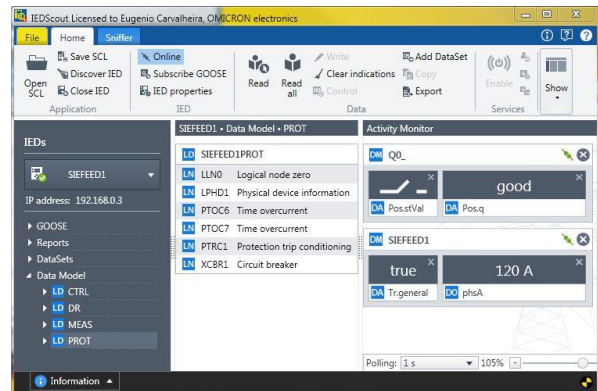 IEDScout Licensed to Eugenio Carvalheira, OMICRON electronics
File Home Sniffer
Open SCL
Save SCL
Discover IED
Close IED
Application
Online
Subscribe GOOSE
IED properties
IED
Read
Read all
Write
Clear indications
Control
Add DataSet
Copy
Export
Data
Enable
Services
Show
IEDs
SIEFEED1
IP address: 192.168.0.3
GOOSE
Reports
DataSets
Data Model
LD CTRL
LD DR
LD MEAS
LD PROT
SIEFEED1 • Data Model • PROT
LD SIEFEED1PROT
LN LLN0 Logical node zero
LN LPHD1 Physical device information
LN PTOC6 Time overcurrent
LN PTOC7 Time overcurrent
LN PTRC1 Protection trip conditioning
LN XCBR1 Circuit breaker
Activity Monitor
DM Q0_
good
DA Pos.stVal DA Pos.q
DM SIEFEED1
true 120 A
DA Tr.general DO phsA
Polling: 1 s 105%
Information